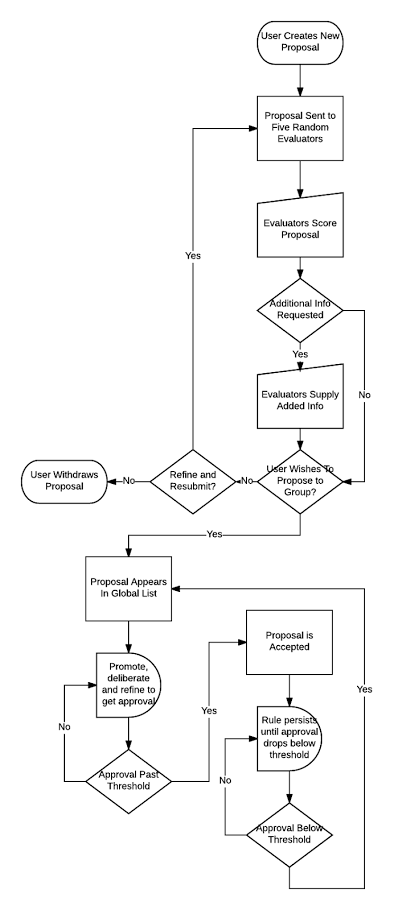 User Creates New
Proposal
Proposal Sent to
Five Random
Evaluators
Evaluators Score
Proposal
Yes
Additional Info
Requested
Yes
Evaluators Supply
Added Info
No
User Wishes To
Propose to
Group?
No
Refine and
Resubmit?
No
User Withdraws
Proposal
Yes
Proposal Appears
In Global List
Promote,
deliberate
and refine to
get approval
No
Approval Past
Threshold
Yes
Proposal is
Accepted
Rule persists
until approval
drops below
threshold
No
Approval Below
Threshold
Yes